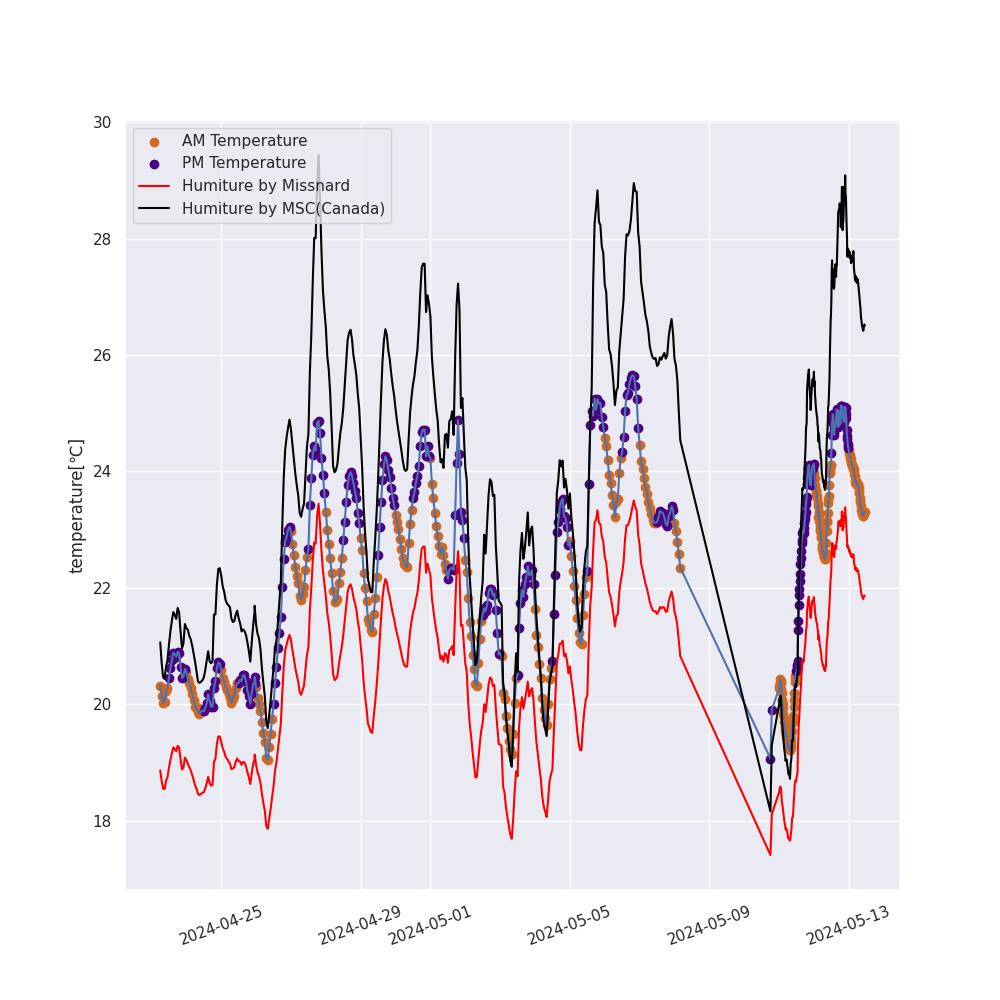 30
28
26
24
22
20
18
temperature[℃]
AM Temperature
PM Temperature
Humiture by Missnard
Humiture by MSC(Canada)
2024-04-25
2024-04-29
2024-05-01
2024-05-05
2024-05-09
2024-05-13